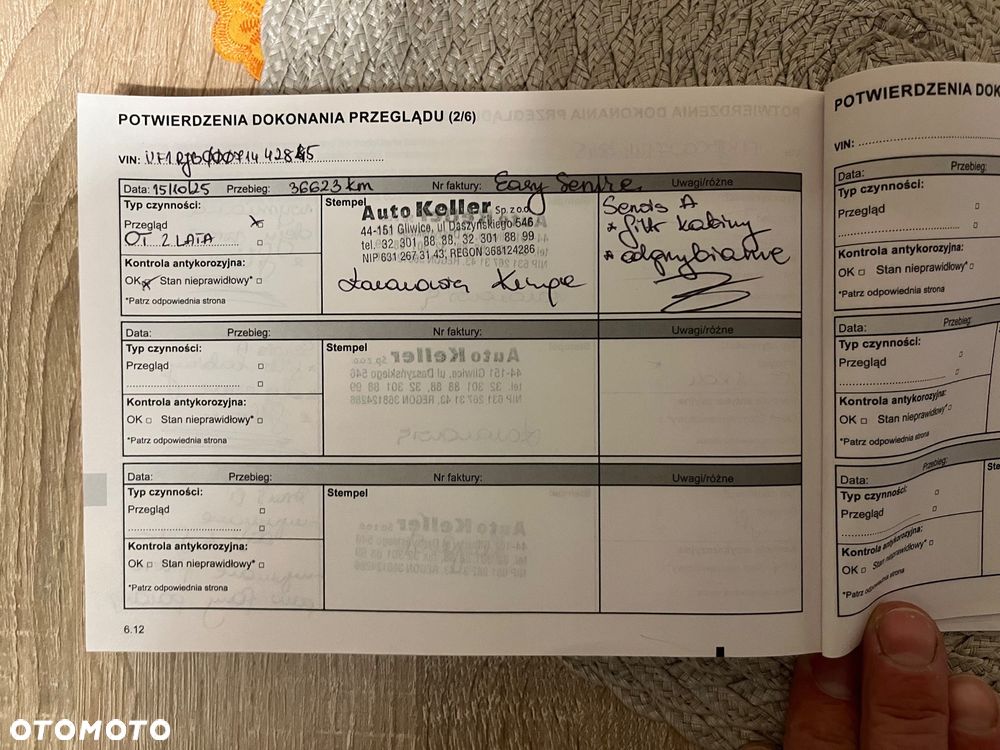 POTWIERDZENIA DOKONANIA PRZEGLĄDU (2/6)
VIN:
Data: 15/10/25 Przebieg: 36623 km Nr faktury: Easy Uwagi/różne
Typ czynności:
Przegląd x
OT. 2 LATA
Kontrola antykorozyjna:
OK x Stan nieprawidłowy*
*Patrz odpowiednia strona
Stempel
Auto Keller Sp. z o.o.
44-151 Gliwice, ul Daszyńskiego 546
tel. 32 301 88 88, 32 301 88 99
NIP 631 267 31 43, REGON 368124286
A
* filtr kabiny
* odgrzybianie
Data: Przebieg: Nr faktury: Uwagi/różne
Typ czynności:
Przegląd
Kontrola antykorozyjna:
OK Stan nieprawidłowy*
*Patrz odpowiednia strona
Stempel
Data: Przebieg: Nr faktury: Uwagi/różne
Typ czynności:
Przegląd
Kontrola antykorozyjna:
OK Stan nieprawidłowy*
*Patrz odpowiednia strona
Stempel
6.12
POTWIERDZENIA DOK
VIN:
Data: Przebieg:
Typ czynności:
Przegląd
Kontrola antykorozyjna:
OK Stan nieprawidłowy*
*Patrz odpowiednia strona
Data: Przebieg:
Typ czynności:
Przegląd
Kontrola antykorozyjna:
OK Stan nieprawidłowy*
*Patrz odpowiednia strona
Data: Przebieg:
Typ czynności: Ste
Przegląd
Kontrola antykorozyjna:
OK Stan nieprawidłowy*
*Patrz odpowiednia strona
OTOMOTO